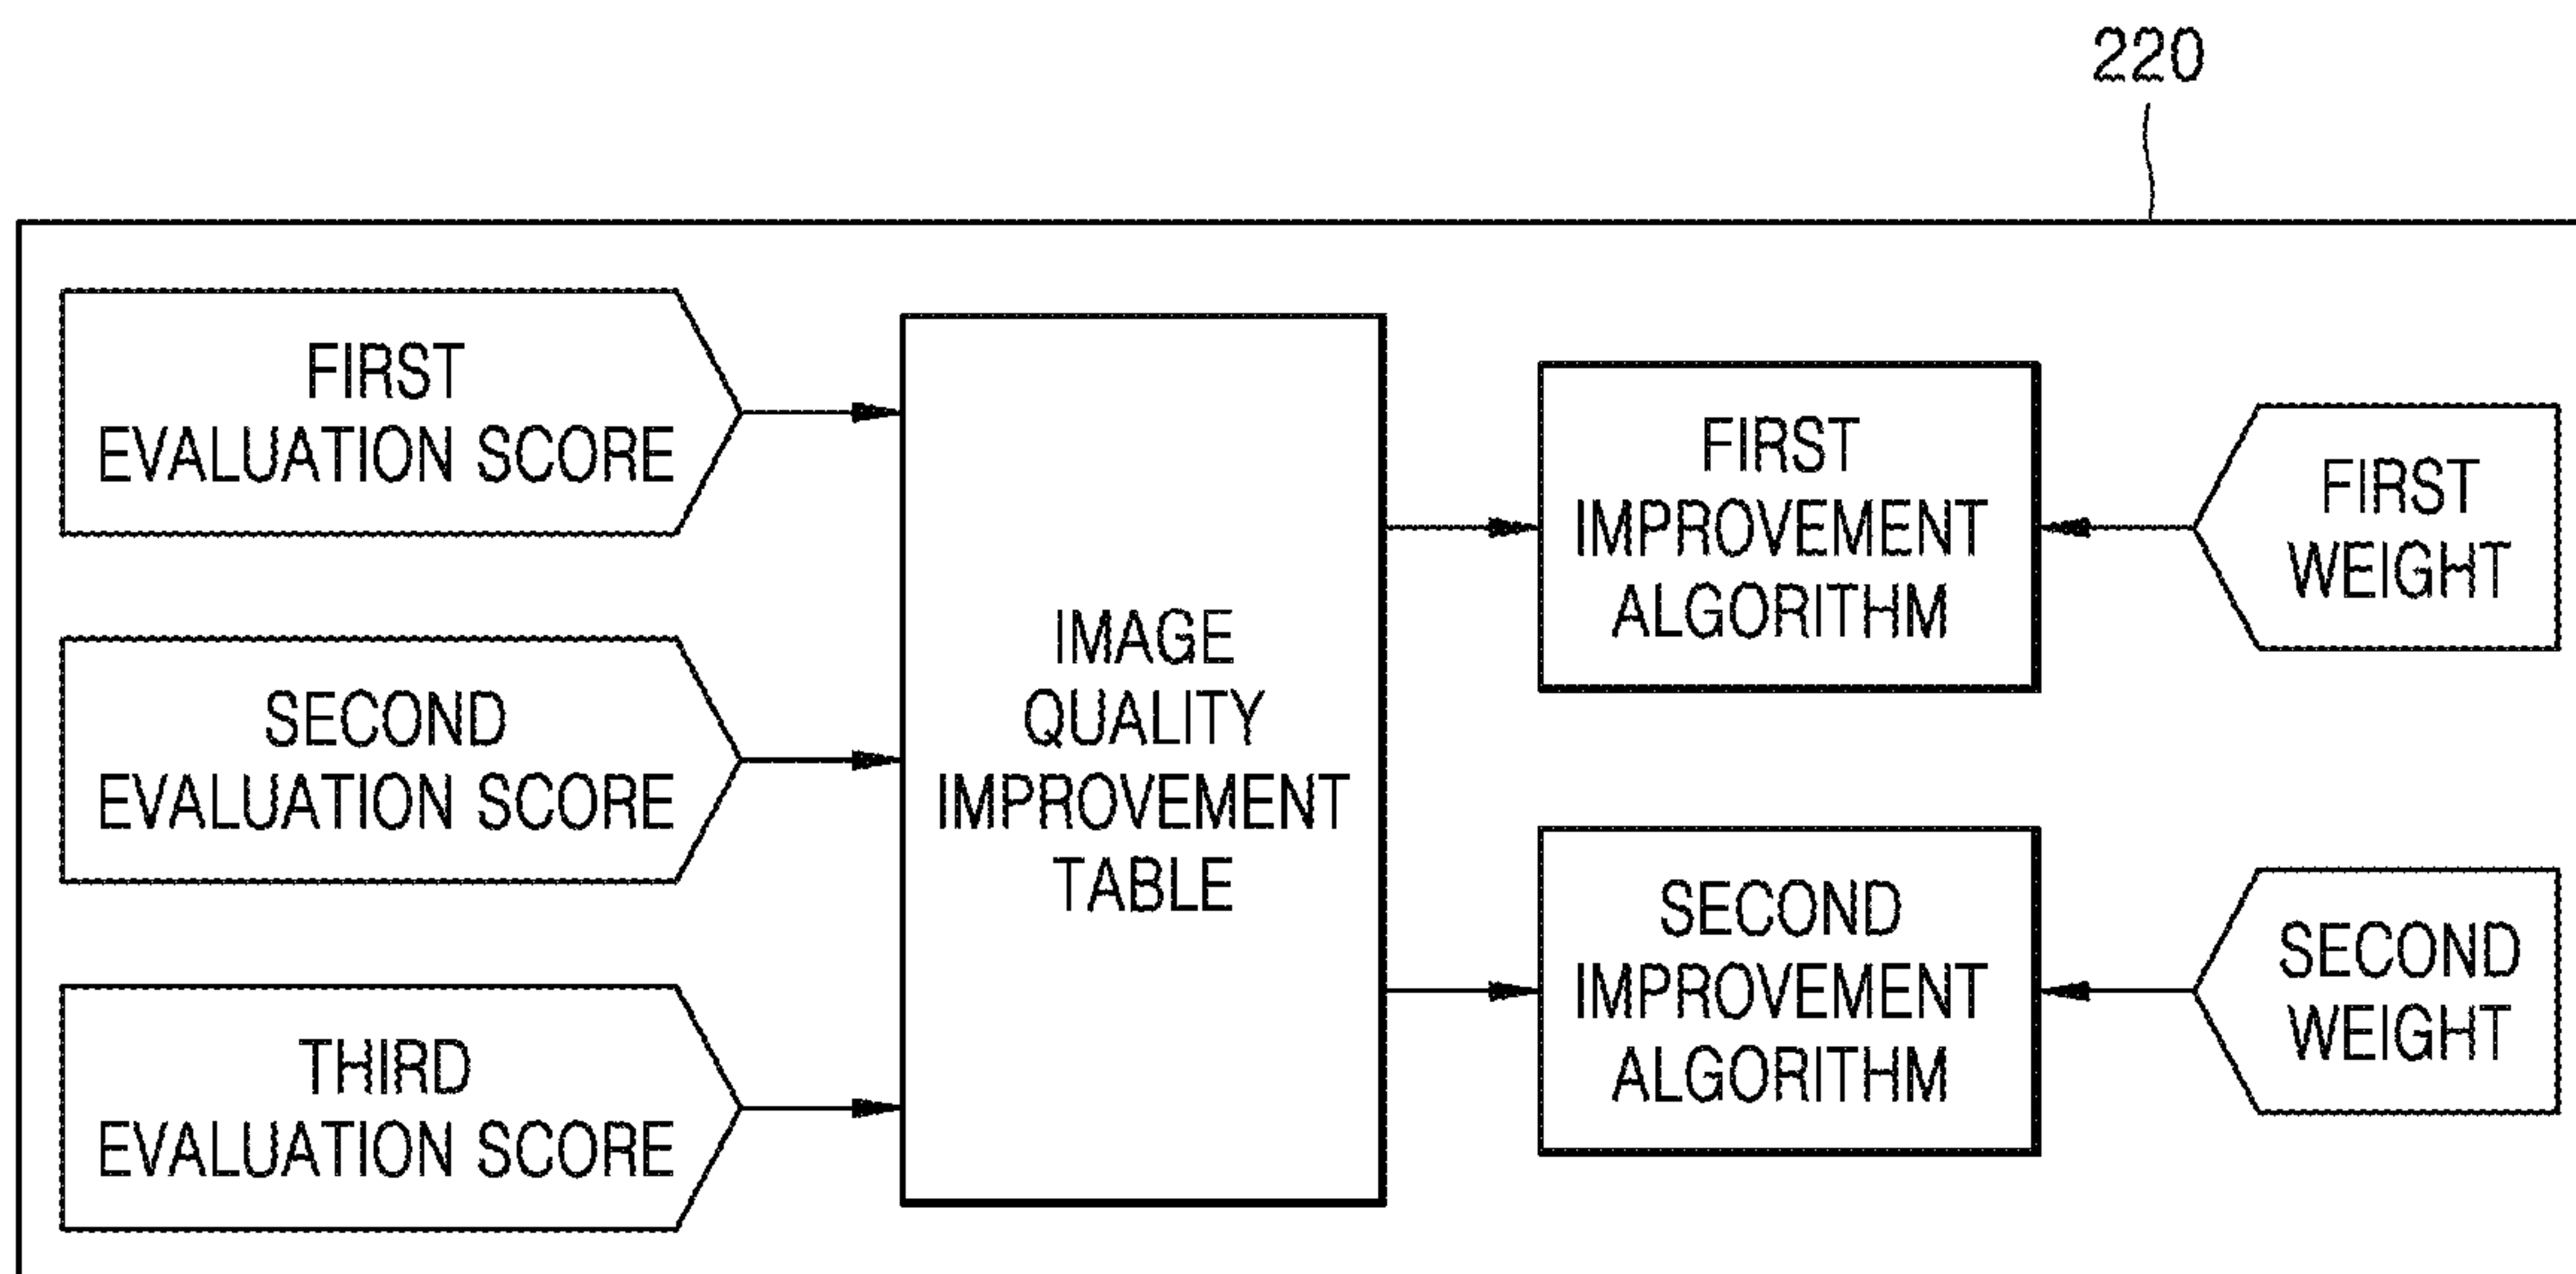 220
FIRST
EVALUATION SCORE
SECOND
EVALUATION SCORE
THIRD
EVALUATION SCORE
IMAGE
QUALITY
IMPROVEMENT
TABLE
FIRST
IMPROVEMENT
ALGORITHM
SECOND
IMPROVEMENT
ALGORITHM
FIRST
WEIGHT
SECOND
WEIGHT